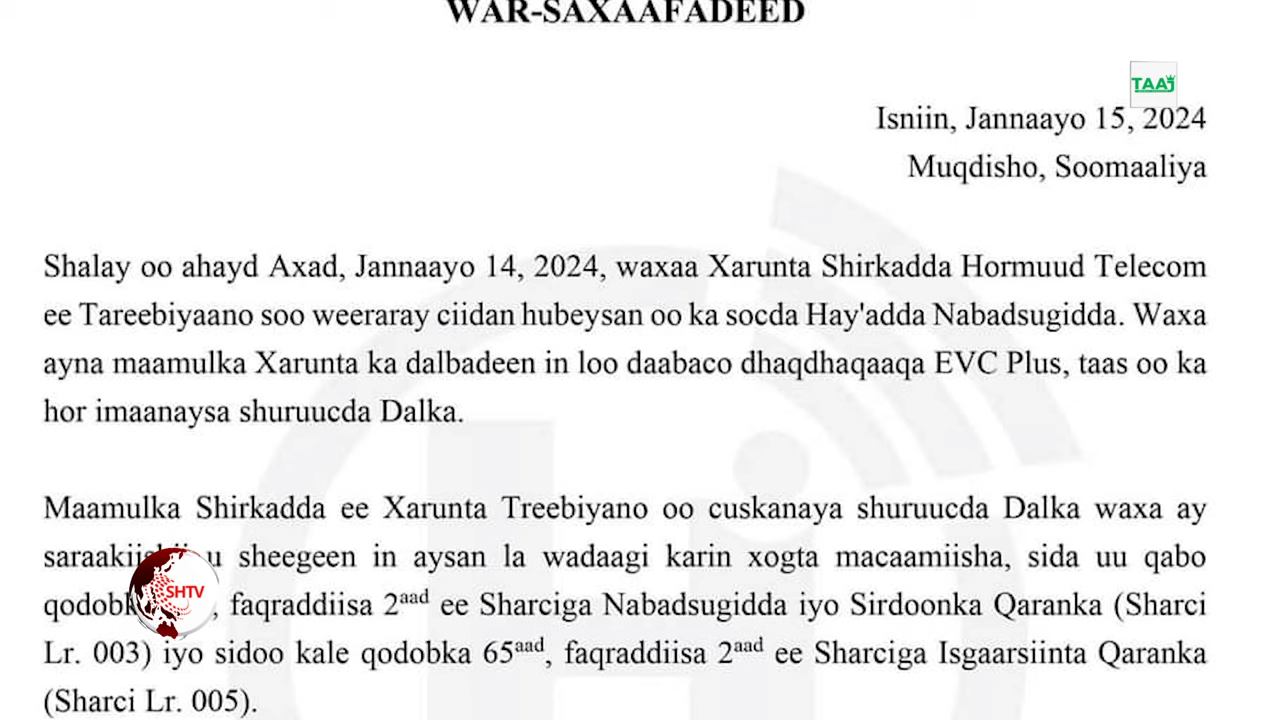 WAR-SAXAAFADEED
TAAJ
Isniin, Jannaayo 15, 2024
Muqdisho, Soomaaliya
Shalay oo ahayd Axad, Jannaayo 14, 2024, waxaa Xarunta Shirkadda Hormuud Telecom
ee Tareebiyaano soo weeraray ciidan hubeysan oo ka socda Hay'adda Nabadsugidda. Waxa
ayna maamulka Xarunta ka dalbadeen in loo daabaco dhaqdhaqaaqa EVC Plus, taas oo ka
hor imaanaysa shuruucda Dalka.
Maamulka Shirkadda ee Xarunta Treebiyano oo cuskanaya shuruucda Dalka waxa ay
sheegeen in aysan la wadaagi karin xogta macaamiisha, sida uu qabo
SHTV
faqraddiisa 2aad ee Sharciga Nabadsugidda iyo Sirdoonka Qaranka (Sharci
Lr. 003) iyo sidoo kale qodobka 65aad, faqraddiisa 2aad ee Sharciga Isgaarsiinta Qaranka
(Sharci Lr. 005).